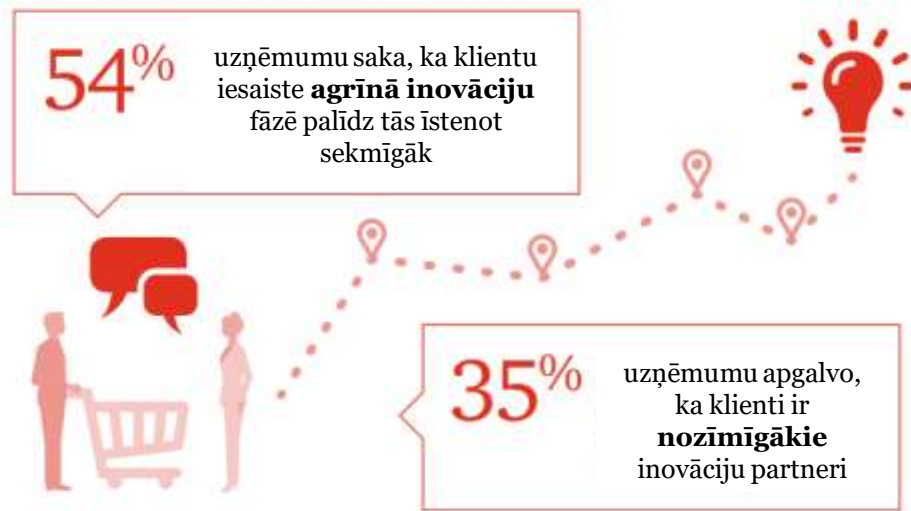 54%
uzņēmumu saka, ka klientu
iesaiste agrīnā inovāciju
fāzē palīdz tās īstenot
sekmīgāk
35%
uzņēmumu apgalvo,
ka klienti ir
nozīmīgākie
inovāciju partneri